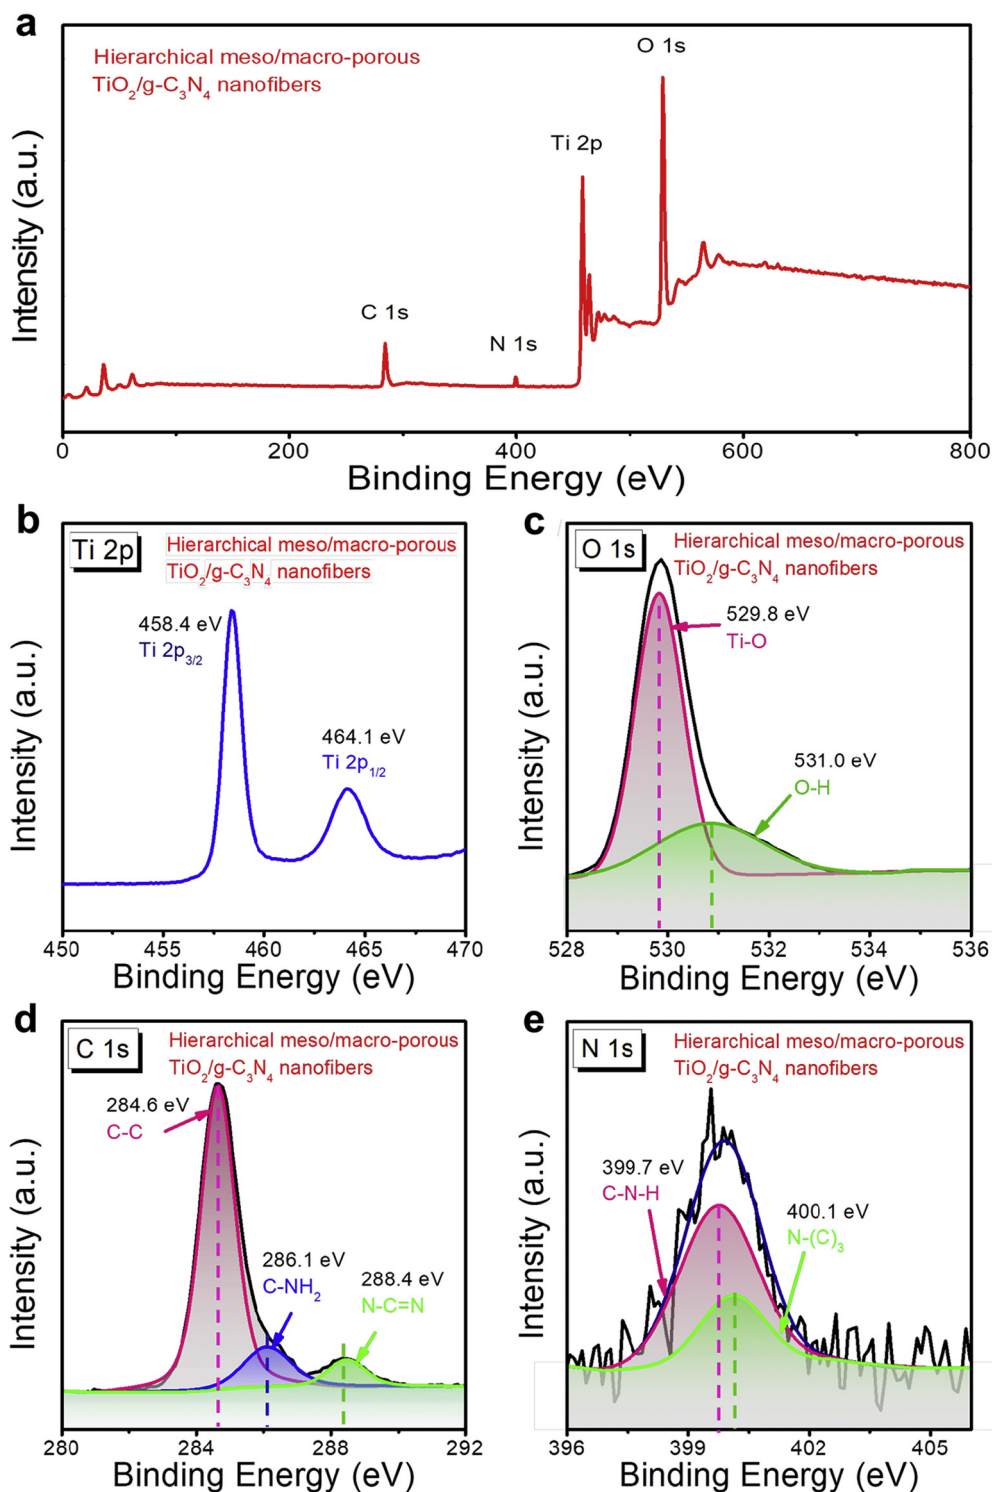 a
Hierarchical meso/macro-porous
TiO2/g-C3N4 nanofibers
O 1s
Ti 2p
C 1s
N 1s
Intensity (a.u.)
0 200 400 600 800
Binding Energy (eV)
b
Ti 2p
Hierarchical meso/macro-porous
TiO2/g-C3N4 nanofibers
458.4 eV
Ti 2p3/2
464.1 eV
Ti 2p1/2
Intensity (a.u.)
450 455 460 465 470
Binding Energy (eV)
c
O 1s
Hierarchical meso/macro-porous
TiO2/g-C3N4 nanofibers
529.8 eV
Ti-O
531.0 eV
O-H
Intensity (a.u.)
528 530 532 534 536
Binding Energy (eV)
d
C 1s
Hierarchical meso/macro-porous
TiO2/g-C3N4 nanofibers
284.6 eV
C-C
286.1 eV
C-NH2
288.4 eV
N-C=N
Intensity (a.u.)
280 284 288 292
Binding Energy (eV)
e
N 1s
Hierarchical meso/macro-porous
TiO2/g-C3N4 nanofibers
399.7 eV
C-N-H
400.1 eV
N-(C)3
Intensity (a.u.)
396 399 402 405
Binding Energy (eV)